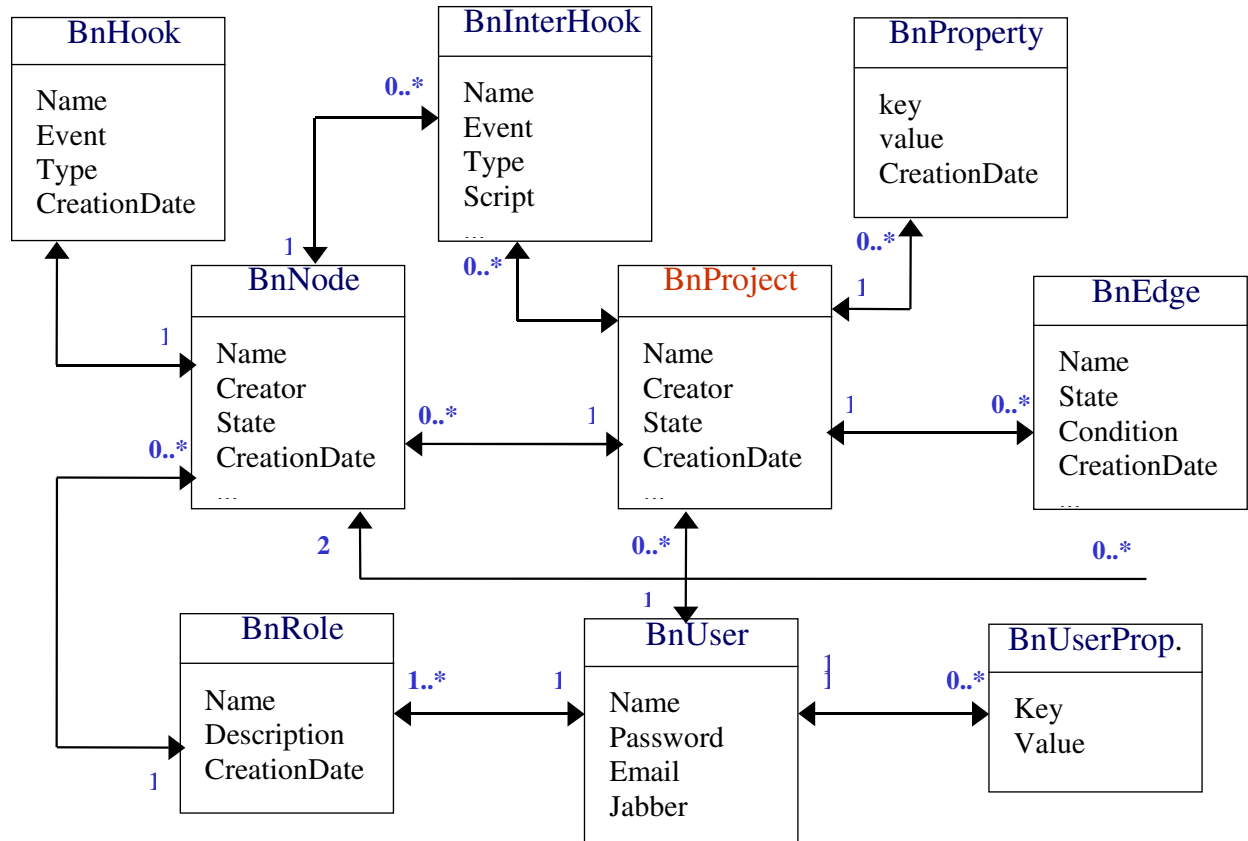 BnHook
Name
Event
Type
CreationDate
BnInterHook
Name
Event
Type
Script
...
BnProperty
key
value
CreationDate
0..*
1
0..*
0..*
1
BnNode
Name
Creator
State
CreationDate
...
1
0..*
0..*
1
BnProject
Name
Creator
State
CreationDate
...
1
0..*
BnEdge
Name
State
Condition
CreationDate
...
2
0..*
0..*
1
BnRole
Name
Description
CreationDate
1
1..*
1
BnUser
Name
Password
Email
Jabber
1
1
0..*
BnUserProp.
Key
Value